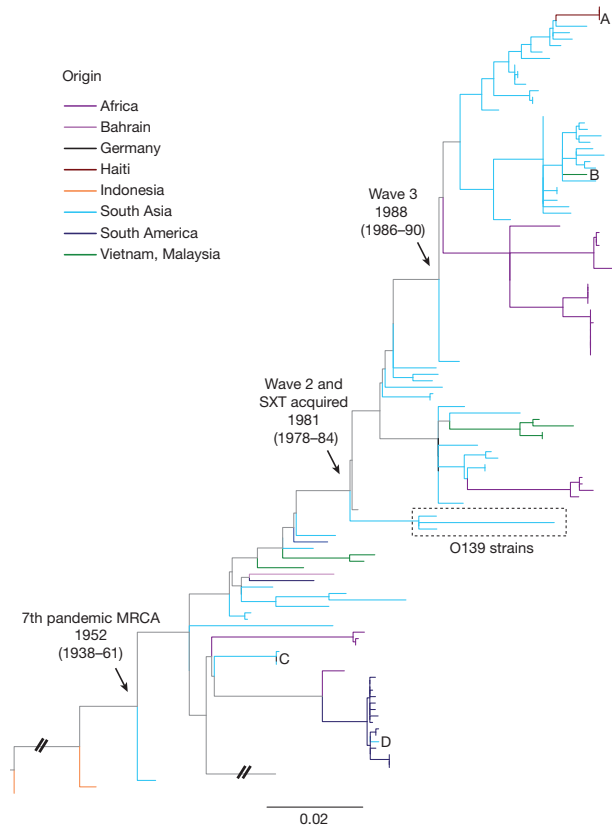 A
Origin
Africa
Bahrain
Germany
Haiti
Indonesia
South Asia
South America
Vietnam, Malaysia
B
Wave 3
1988
(1986–90)
Wave 2 and
SXT acquired
1981
(1978–84)
O139 strains
7th pandemic MRCA
1952
(1938–61)
C
D
0.02